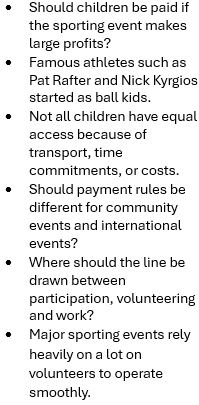 • Should children be paid if
the sporting event makes
large profits?
• Famous athletes such as
Pat Rafter and Nick Kyrgios
started as ball kids.
• Not all children have equal
access because of
transport, time
commitments, or costs.
• Should payment rules be
different for community
events and international
events?
• Where should the line be
drawn between
participation, volunteering
and work?
• Major sporting events rely
heavily on a lot on
volunteers to operate
smoothly.